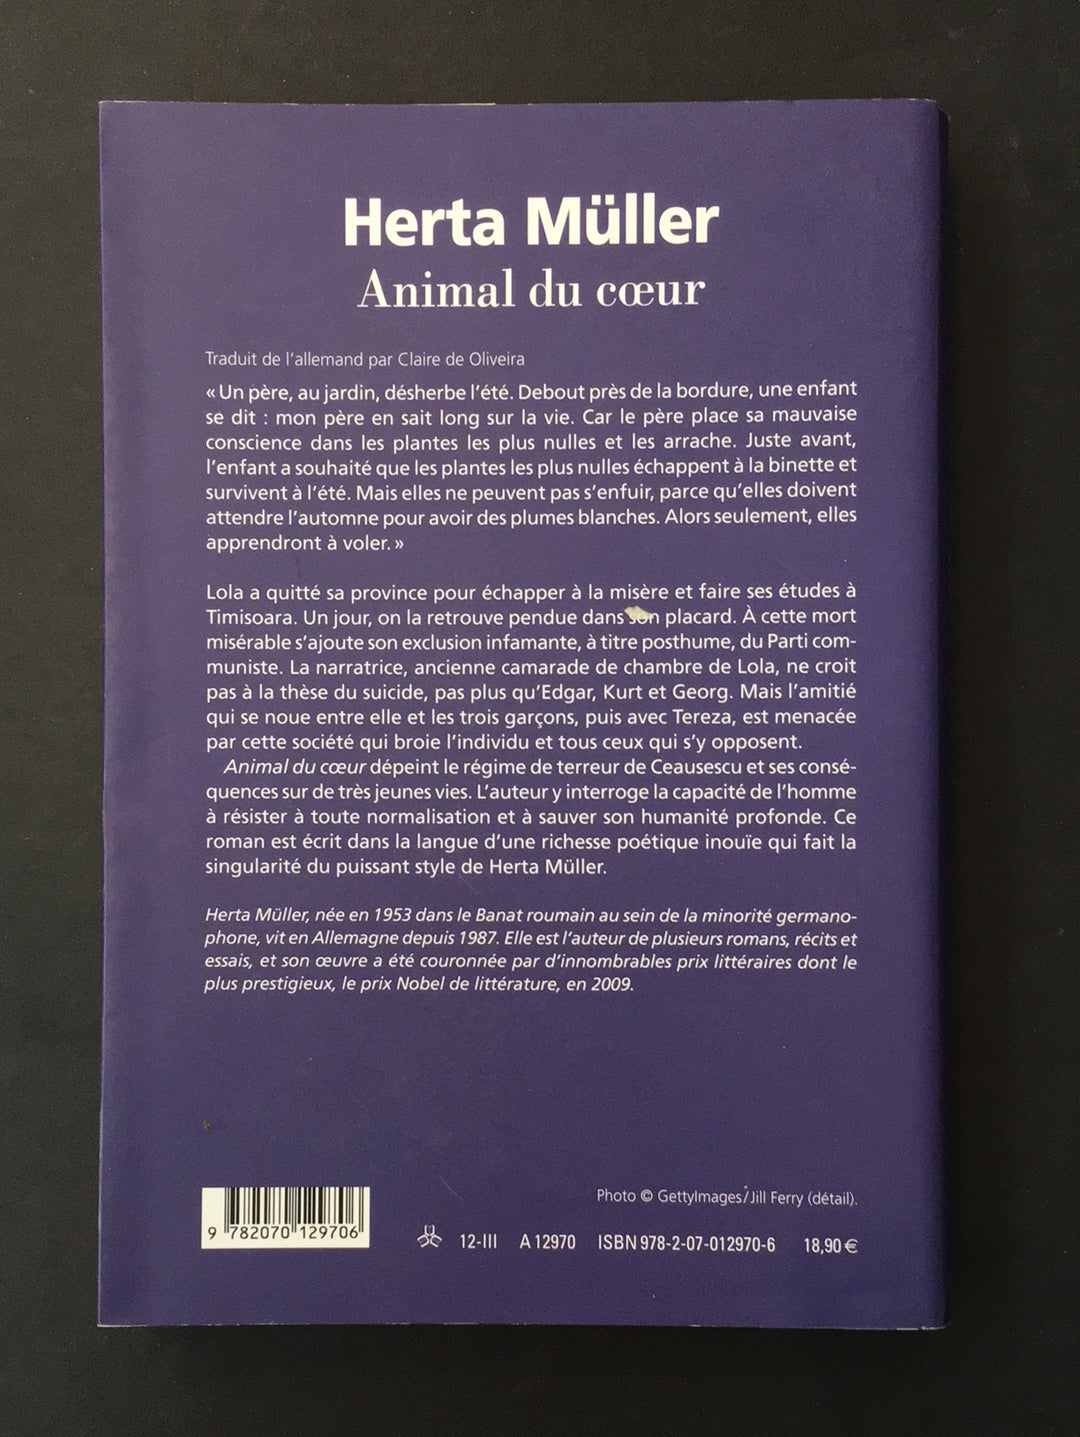 Herta Müller
Animal du cœur
Traduit de l'allemand par Claire de Oliveira
« Un père, au jardin, désherbe l'été. Debout près de la bordure, une enfant
se dit : mon père en sait long sur la vie. Car le père place sa mauvaise
conscience dans les plantes les plus nulles et les arrache. Juste avant,
l'enfant a souhaité que les plantes les plus nulles échappent à la binette et
survivent à l'été. Mais elles ne peuvent pas s'enfuir, parce qu'elles doivent
attendre l'automne pour avoir des plumes blanches. Alors seulement, elles
apprendront à voler. »
Lola a quitté sa province pour échapper à la misère et faire ses études à
Timisoara. Un jour, on la retrouve pendue dans son placard. À cette mort
misérable s'ajoute son exclusion infamante, à titre posthume, du Parti com-
muniste. La narratrice, ancienne camarade de chambre de Lola, ne croit
pas à la thèse du suicide, pas plus qu'Edgar, Kurt et Georg. Mais l'amitié
qui se noue entre elle et les trois garçons, puis avec Tereza, est menacée
par cette société qui broie l'individu et tous ceux qui s'y opposent.
Animal du cœur dépeint le régime de terreur de Ceausescu et ses consé-
quences sur de très jeunes vies. L'auteur y interroge la capacité de l'homme
à résister à toute normalisation et à sauver son humanité profonde. Ce
roman est écrit dans la langue d'une richesse poétique inouïe qui fait la
singularité du puissant style de Herta Müller.
Herta Müller, née en 1953 dans le Banat roumain au sein de la minorité germano-
phone, vit en Allemagne depuis 1987. Elle est l'auteur de plusieurs romans, récits et
essais, et son œuvre a été couronnée par d'innombrables prix littéraires dont le
plus prestigieux, le prix Nobel de littérature, en 2009.
Photo © GettyImages/Jill Ferry (détail).
9 782070 129706
12-III A 12970 ISBN 978-2-07-012970-6 18,90 €